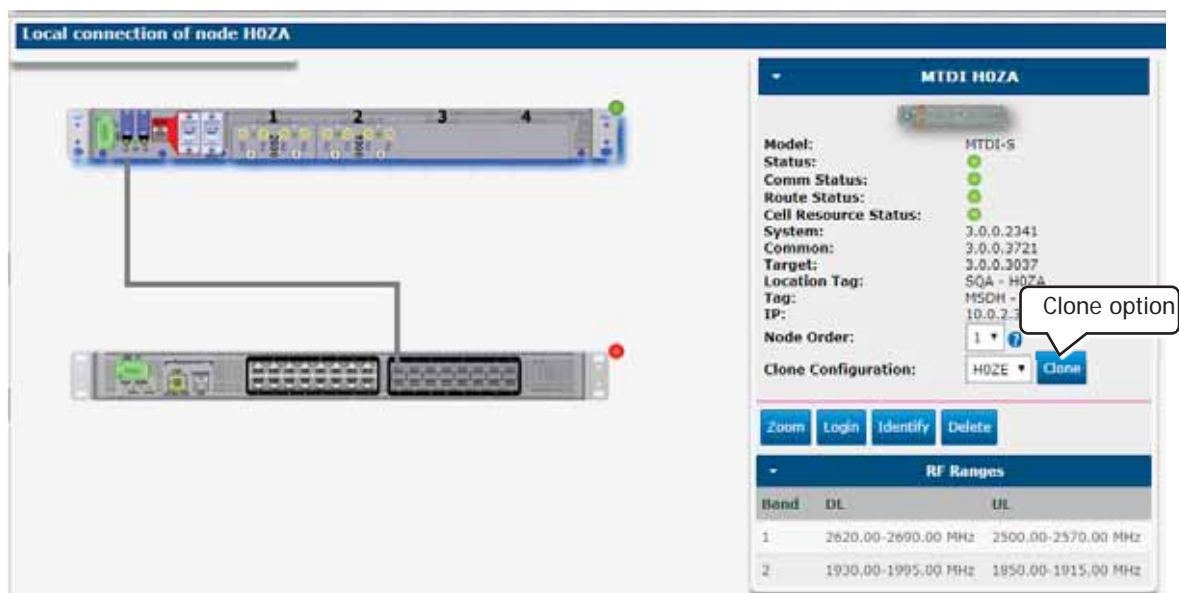 Local connection of node H0ZA
MTDI H0ZA
1 2 3 4
Model: MTDI-S
Status:
Comm Status:
Route Status:
Cell Resource Status:
System: 3.0.0.2341
Common: 3.0.0.3721
Target: 3.0.0.3037
Location Tag: SQA - H0ZA
Tag: MSDH -
IP: 10.0.2.
Clone option
Node Order: 1
Clone Configuration: H0ZE Clone
Zoom Login Identify Delete
RF Ranges
Band DL UL
1 2620.00-2690.00 MHz 2500.00-2570.00 MHz
2 1930.00-1995.00 MHz 1850.00-1915.00 MHz